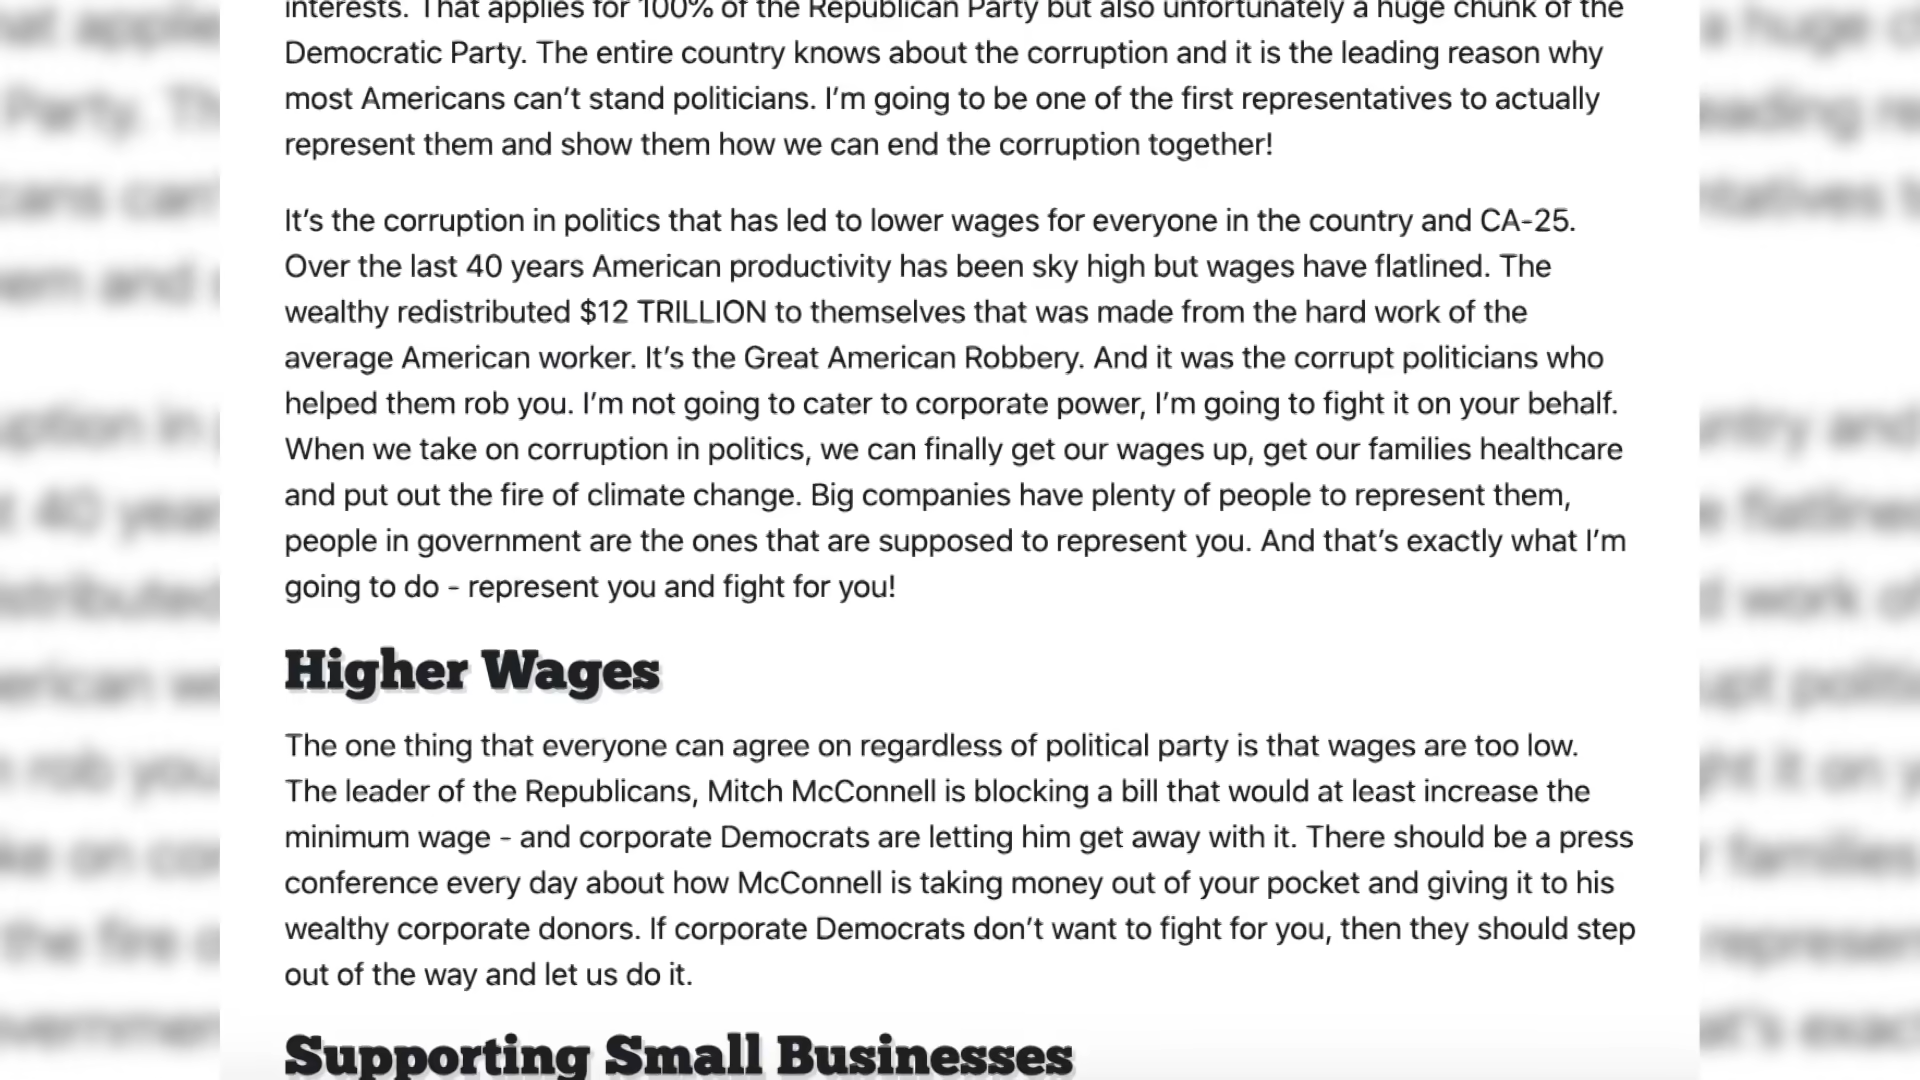 interests. That applies for 100% of the Republican Party but also unfortunately a huge chunk of the
Democratic Party. The entire country knows about the corruption and it is the leading reason why
most Americans can't stand politicians. I'm going to be one of the first representatives to actually
represent them and show them how we can end the corruption together!
It's the corruption in politics that has led to lower wages for everyone in the country and CA-25.
Over the last 40 years American productivity has been sky high but wages have flatlined. The
wealthy redistributed $12 TRILLION to themselves that was made from the hard work of the
average American worker. It's the Great American Robbery. And it was the corrupt politicians who
helped them rob you. I'm not going to cater to corporate power, I'm going to fight it on your behalf.
When we take on corruption in politics, we can finally get our wages up, get our families healthcare
and put out the fire of climate change. Big companies have plenty of people to represent them,
people in government are the ones that are supposed to represent you. And that's exactly what I'm
going to do - represent you and fight for you!
Higher Wages
The one thing that everyone can agree on regardless of political party is that wages are too low.
The leader of the Republicans, Mitch McConnell is blocking a bill that would at least increase the
minimum wage - and corporate Democrats are letting him get away with it. There should be a press
conference every day about how McConnell is taking money out of your pocket and giving it to his
wealthy corporate donors. If corporate Democrats don't want to fight for you, then they should step
out of the way and let us do it.
Supporting Small Businesses